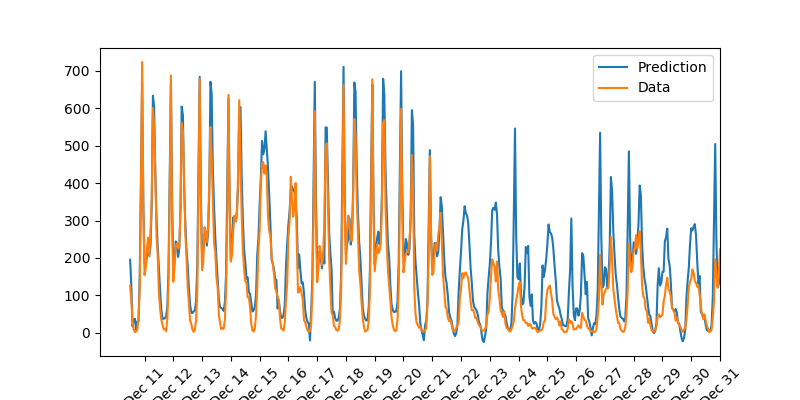 700
600
500
400
300
200
100
0
Prediction
Data
Dec 11
Dec 12
Dec 13
Dec 14
Dec 15
Dec 16
Dec 17
Dec 18
Dec 19
Dec 20
Dec 21
Dec 22
Dec 23
Dec 24
Dec 25
Dec 26
Dec 27
Dec 28
Dec 29
Dec 30
Dec 31